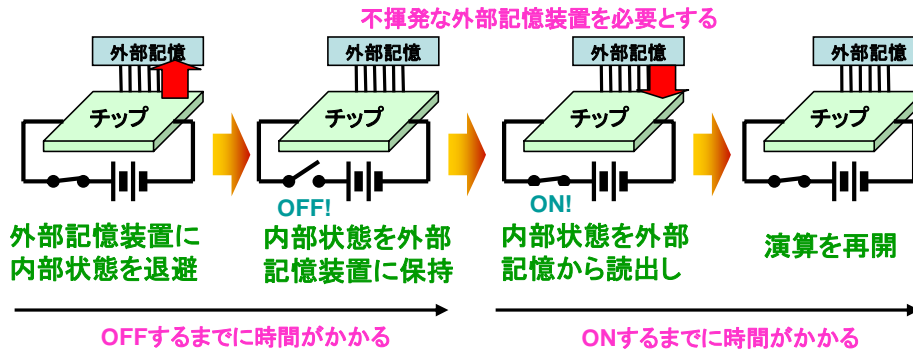 不揮発な外部記憶装置を必要とする
外部記憶
外部記憶
外部記憶
外部記憶
チップ
チップ
チップ
チップ
OFF!
ON!
外部記憶装置に
内部状態を退避
内部状態を外部
記憶装置に保持
内部状態を外部
記憶から読出し
演算を再開
OFFするまでに時間がかかる
ONするまでに時間がかかる